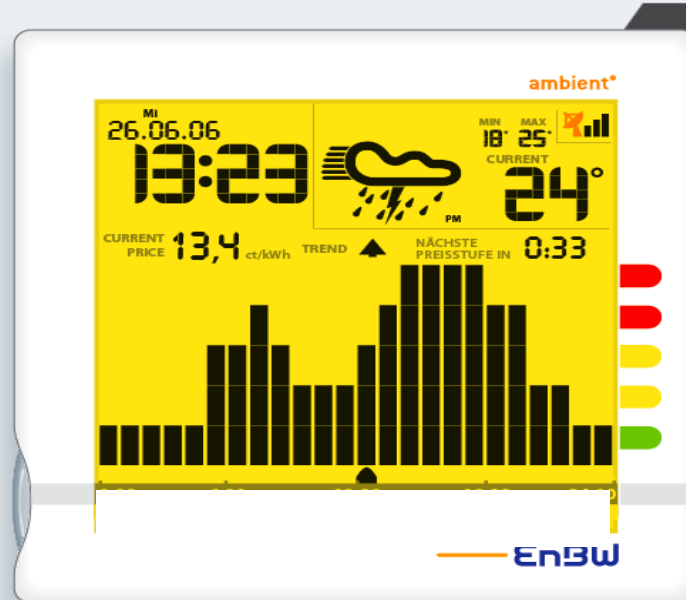 ambient°
Mi
26.06.06
13:23
PM
MIN MAX
18° 25°
CURRENT
24°
CURRENT
PRICE 13,4 ct/kWh TREND
NÄCHSTE
PREISSTUFE IN 0:33
EnBW